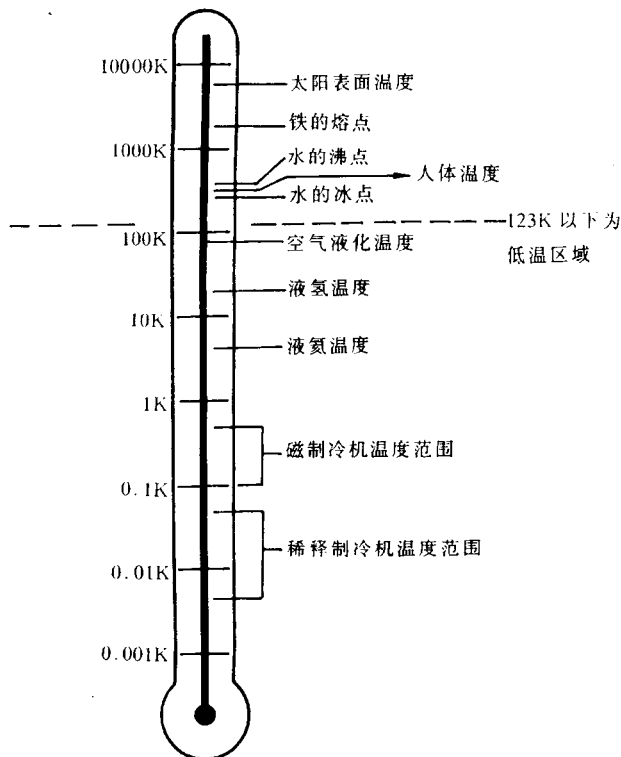 10000K
太阳表面温度
铁的熔点
1000K
水的沸点
人体温度
水的冰点
123K 以下为
低温区域
100K
空气液化温度
液氢温度
10K
液氦温度
1K
磁制冷机温度范围
0.1K
稀释制冷机温度范围
0.01K
0.001K